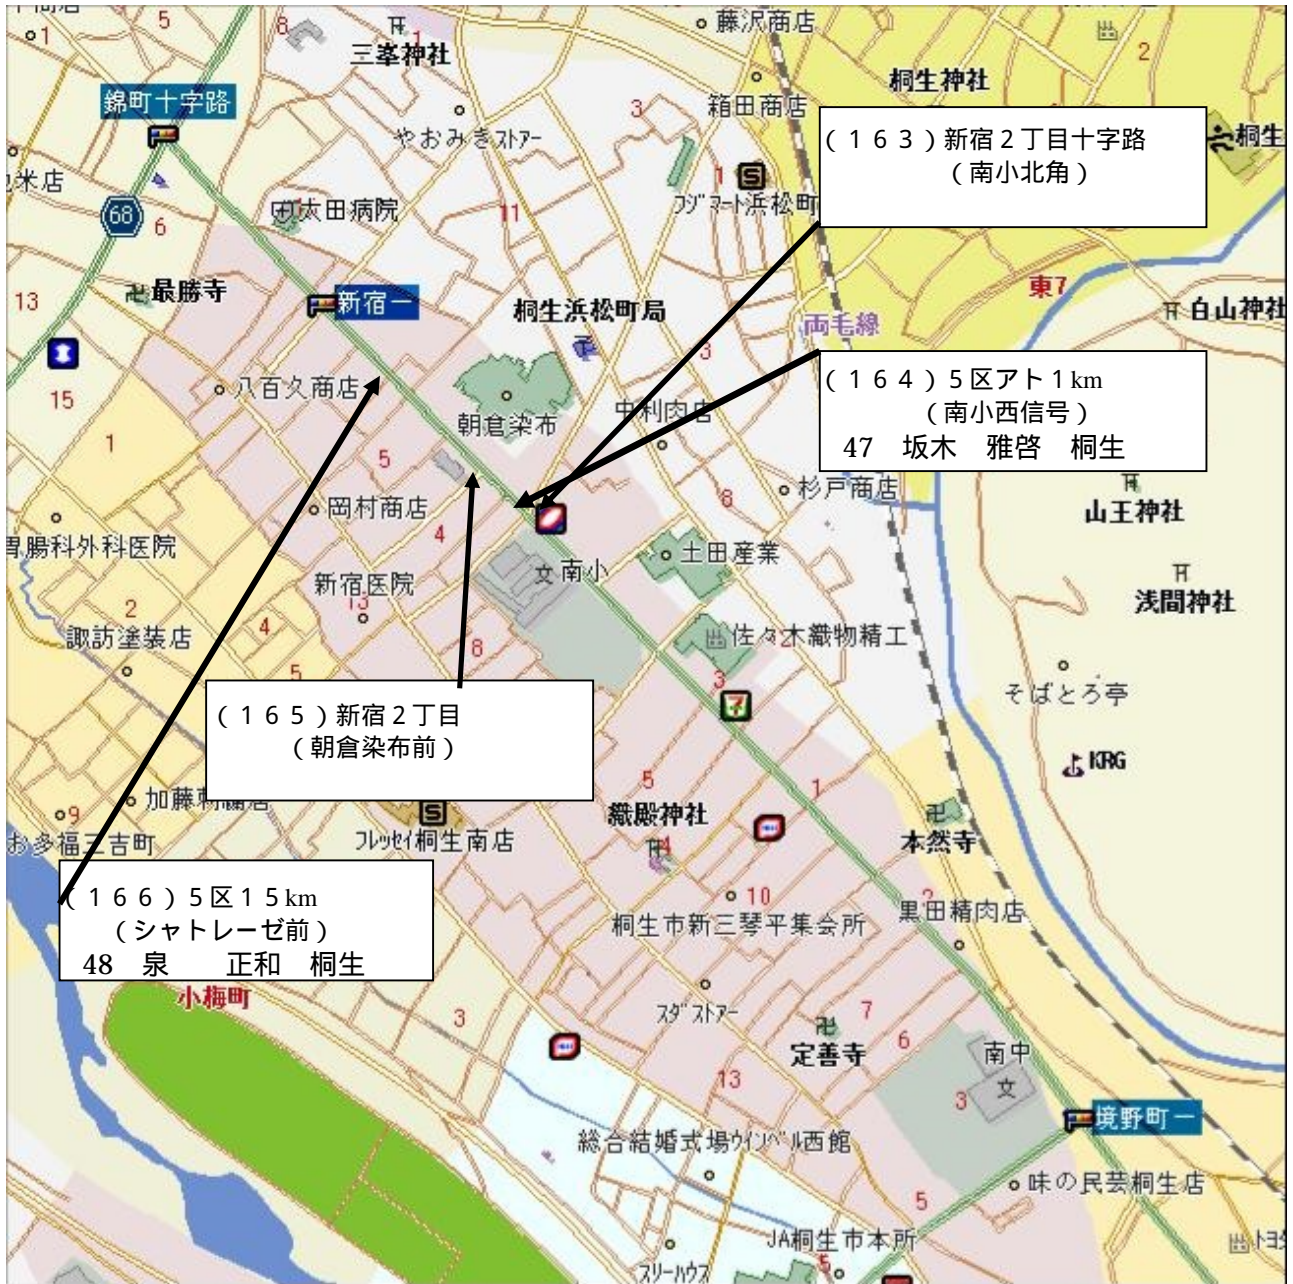 藤沢商店
三峯神社
桐生神社
錦町十字路
箱田商店
やおみきストアー
(163)新宿2丁目十字路
(南小北角)
桐生
米店
フジマート浜松町
太田病院
68
最勝寺
新宿一
桐生浜松町局
両毛線
東7
白山神社
八百久商店
朝倉染布
中利肉店
(164)5区アト1km
(南小西信号)
47 坂木 雅啓 桐生
岡村商店
杉戸商店
山王神社
胃腸科外科医院
新宿医院
南小
文
土田産業
浅間神社
諏訪塗装店
佐々木織物精工
そばとろ亭
(165)新宿2丁目
(朝倉染布前)
KRG
織殿神社
フレッセイ桐生南店
お多福三吉町
本然寺
(166)5区15km
(シャトレーゼ前)
48 泉 正和 桐生
桐生市新三琴平集会所
黒田精肉店
小梅町
スダストアー
定善寺
南中
文
境野町一
総合結婚式場ウインベル西館
味の民芸桐生店
JA桐生市本所
スリーハウス